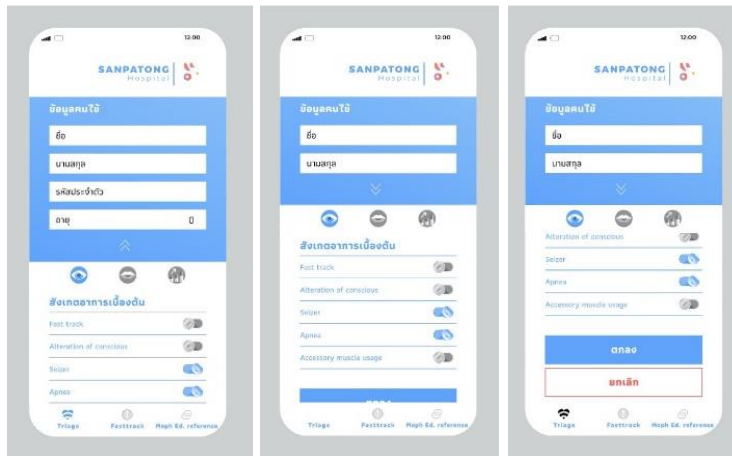 12:00
SANPATONG
Hospital
ข้อมูลคนไข้
ชื่อ
นามสกุล
รหัสประจำตัว
อายุ ปี
สังเกตอาการเบื้องต้น
Fast track
Alteration of conscious
Seizer
Apnea
Triage Fasttrack Moph Ed. reference
12:00
SANPATONG
Hospital
ข้อมูลคนไข้
ชื่อ
นามสกุล
สังเกตอาการเบื้องต้น
Fast track
Alteration of conscious
Seizer
Apnea
Accessory muscle usage
ตกลง
Triage Fasttrack Moph Ed. reference
12:00
SANPATONG
Hospital
ข้อมูลคนไข้
ชื่อ
นามสกุล
Alteration of conscious
Seizer
Apnea
Accessory muscle usage
ตกลง
ยกเลิก
Triage Fasttrack Moph Ed. reference